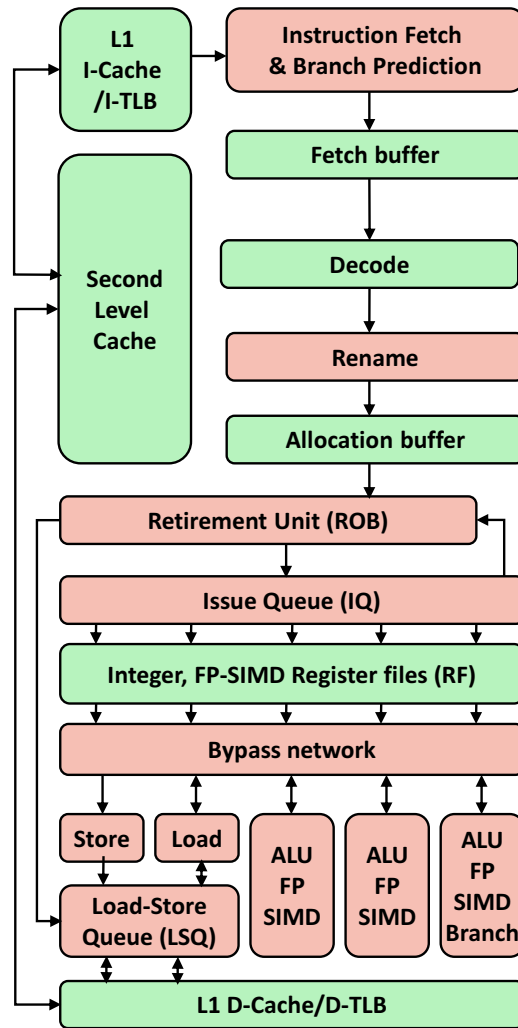 L1
I-Cache
/I-TLB
Instruction Fetch
& Branch Prediction
Fetch buffer
Decode
Second
Level
Cache
Rename
Allocation buffer
Retirement Unit (ROB)
Issue Queue (IQ)
Integer, FP-SIMD Register files (RF)
Bypass network
Store
Load
ALU
FP
SIMD
ALU
FP
SIMD
ALU
FP
SIMD
Branch
Load-Store
Queue (LSQ)
L1 D-Cache/D-TLB